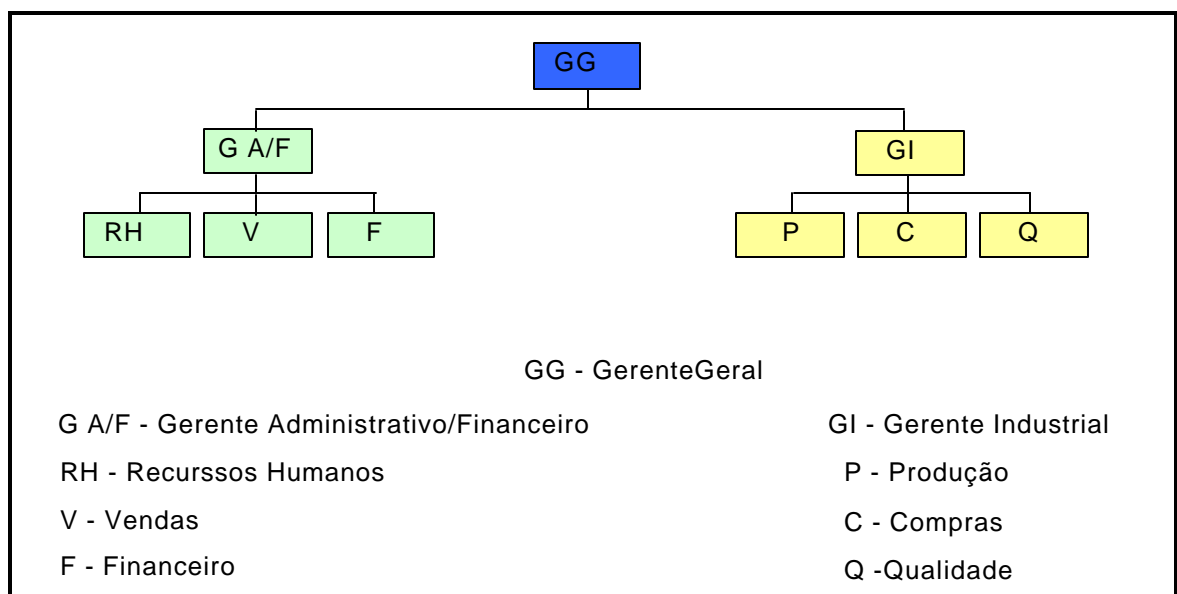 GG
G A/F
GI
RH
V
F
P
C
Q
GG - GerenteGeral
G A/F - Gerente Administrativo/Financeiro
GI - Gerente Industrial
RH - Recurssos Humanos
P - Produção
V - Vendas
C - Compras
F - Financeiro
Q -Qualidade